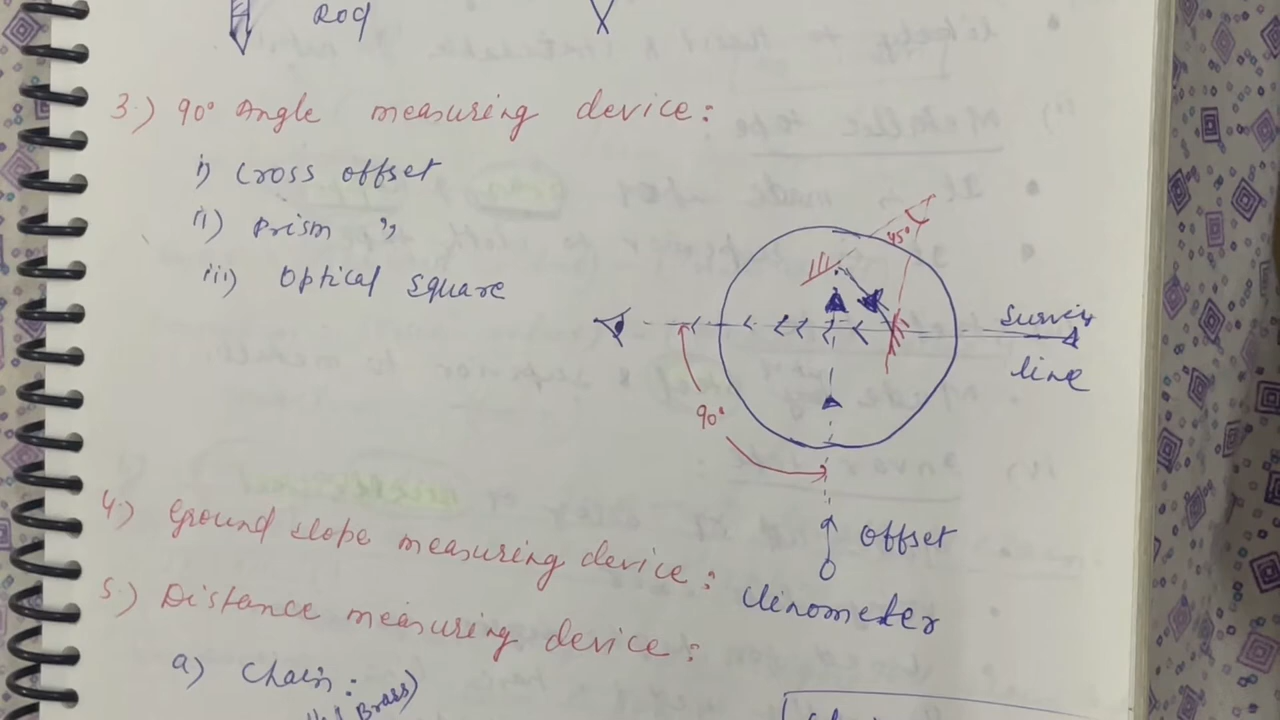 Rod
3.) 90° Angle measuring device:
i) Cross offset
ii) Prism ”
iii) Optical Square
45°
Survey
line
90°
Offset
4.) Ground slope measuring device: Clinometer
5.) Distance measuring device:
a) Chain:
Brass)